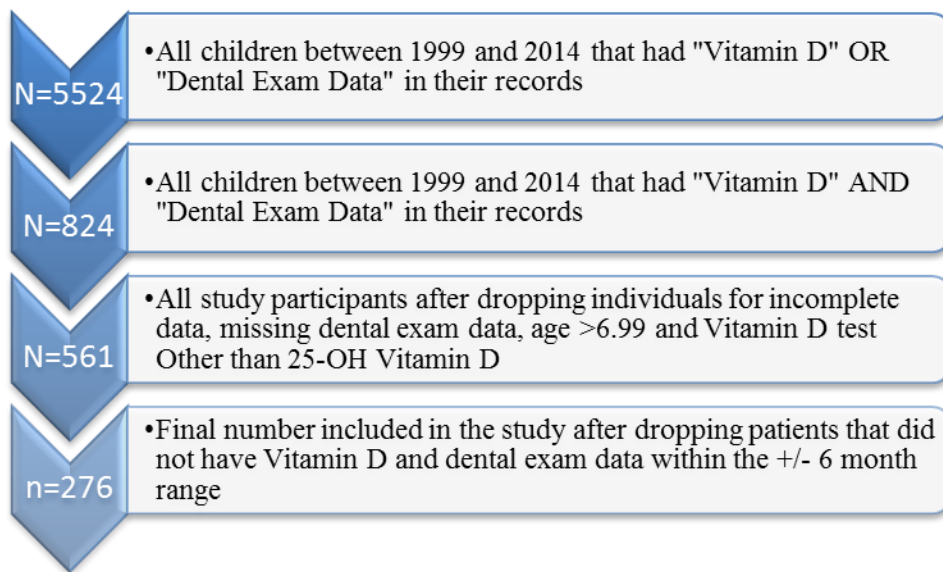 N=5524
•All children between 1999 and 2014 that had "Vitamin D" OR
"Dental Exam Data" in their records
N=824
•All children between 1999 and 2014 that had "Vitamin D" AND
"Dental Exam Data" in their records
N=561
•All study participants after dropping individuals for incomplete
data, missing dental exam data, age >6.99 and Vitamin D test
Other than 25-OH Vitamin D
n=276
•Final number included in the study after dropping patients that did
not have Vitamin D and dental exam data within the +/- 6 month
range